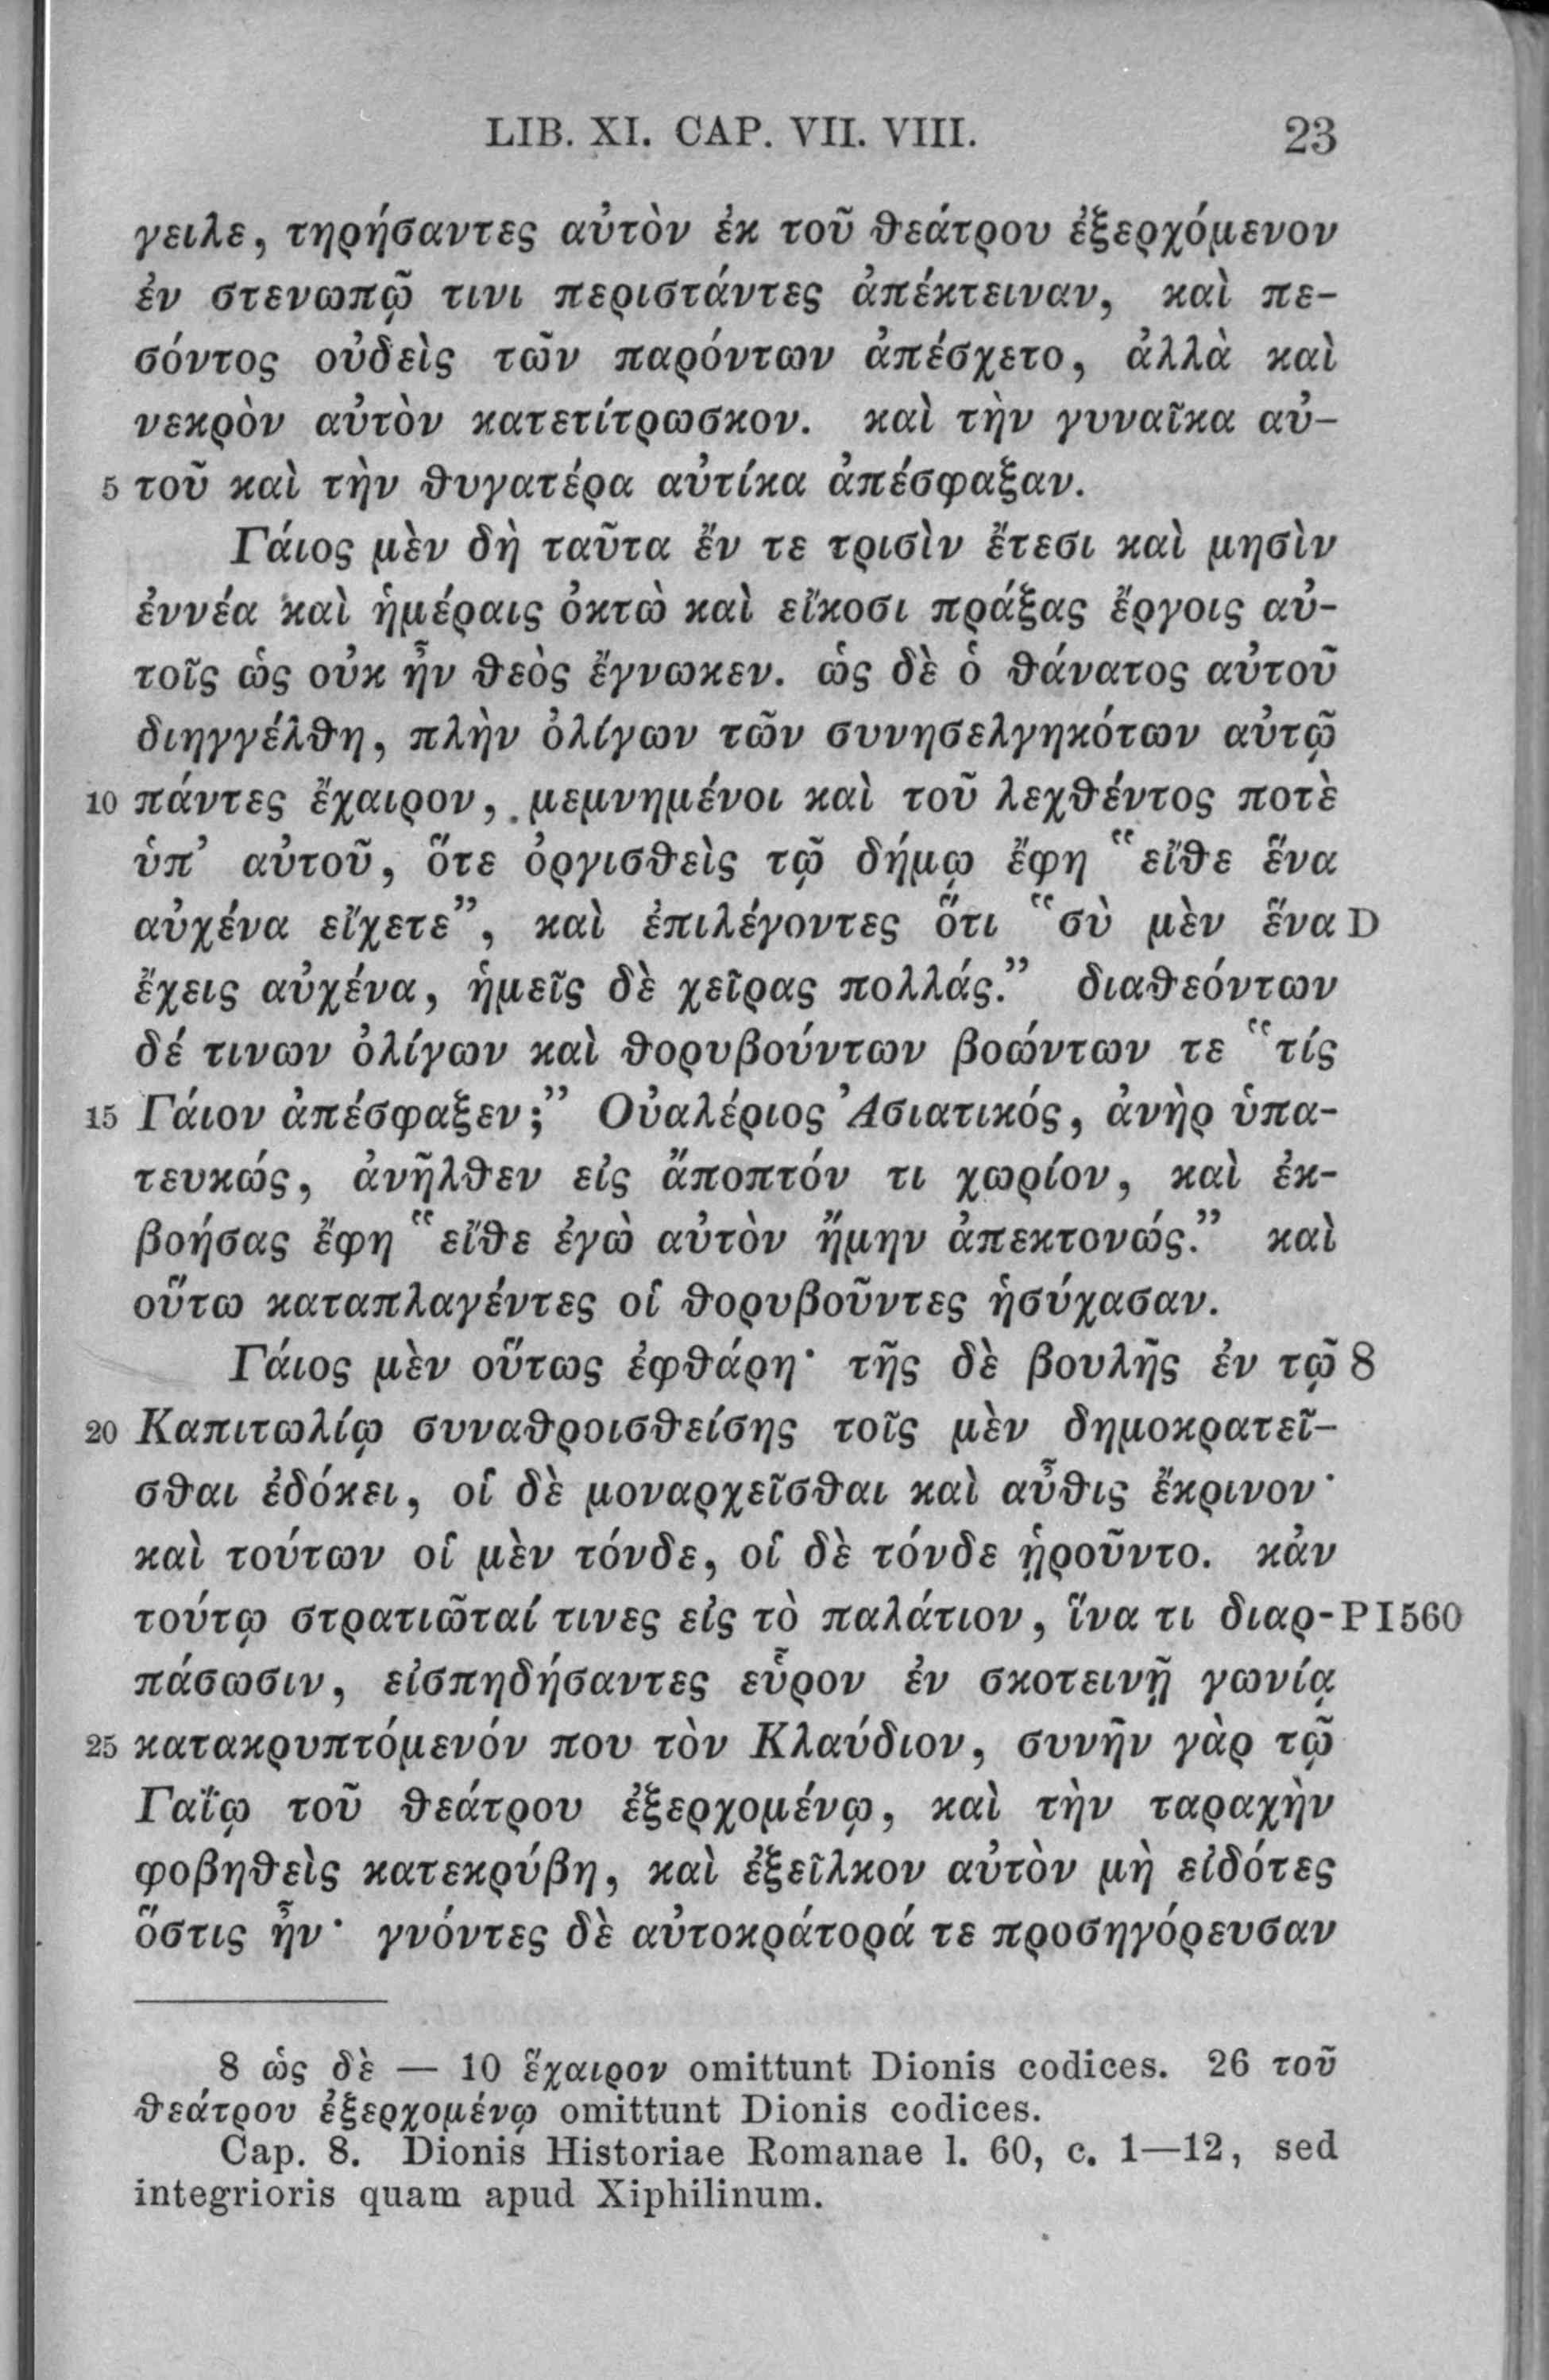 LIB. XI. CAP. VII. VIII. 23
γειλε, τηρήσαντες αὐτὸν ἐκ τοῦ θεάτρου ἐξερχόμενον
ἐν στενωπῷ τινι περιστάντες ἀπέκτειναν, καὶ πε-
σόντος οὐδεὶς τῶν παρόντων ἀπέσχετο, ἀλλὰ καὶ
νεκρὸν αὐτὸν κατετίτρωσκον. καὶ τὴν γυναῖκα αὐ-
5 τοῦ καὶ τὴν θυγατέρα αὐτίκα ἀπέσφαξαν.
Γάιος μὲν δὴ ταῦτα ἔν τε τρισὶν ἔτεσι καὶ μησὶν
ἐννέα καὶ ἡμέραις ὀκτὼ καὶ εἴκοσι πράξας ἔργοις αὐ-
τοῖς ὡς οὐκ ἦν θεὸς ἔγνωκεν. ὡς δὲ ὁ θάνατος αὐτοῦ
διηγγέλθη, πλὴν ὀλίγων τῶν συνησελγηκότων αὐτῷ
10 πάντες ἔχαιρον, μεμνημένοι καὶ τοῦ λεχθέντος ποτὲ
ὑπ’ αὐτοῦ, ὅτε ὀργισθεὶς τῷ δήμῳ ἔφη “εἴθε ἕνα
αὐχένα εἴχετε”, καὶ ἐπιλέγοντες ὅτι “σὺ μὲν ἕνα D
ἔχεις αὐχένα, ἡμεῖς δὲ χεῖρας πολλάς.” διαθεόντων
δέ τινων ὀλίγων καὶ θορυβούντων βοώντων τε “τίς
15 Γάιον ἀπέσφαξεν;” Οὐαλέριος Ἀσιατικός, ἀνὴρ ὑπα-
τευκώς, ἀνῆλθεν εἰς ἄποπτόν τι χωρίον, καὶ ἐκ-
βοήσας ἔφη “εἴθε ἐγὼ αὐτὸν ἤμην ἀπεκτονώς.” καὶ
οὕτω καταπλαγέντες οἱ θορυβοῦντες ἡσύχασαν.
Γάιος μὲν οὕτως ἐφθάρη· τῆς δὲ βουλῆς ἐν τῷ 8
20 Καπιτωλίῳ συναθροισθείσης τοῖς μὲν δημοκρατεῖ-
σθαι ἐδόκει, οἱ δὲ μοναρχεῖσθαι καὶ αὖθις ἔκρινον·
καὶ τούτων οἱ μὲν τόνδε, οἱ δὲ τόνδε ᾑροῦντο. κἀν
τούτῳ στρατιῶταί τινες εἰς τὸ παλάτιον, ἵνα τι διαρ- P I 560
πάσωσιν, εἰσπηδήσαντες εὗρον ἐν σκοτεινῇ γωνίᾳ
25 κατακρυπτόμενόν που τὸν Κλαύδιον, συνῆν γὰρ τῷ
Γαΐῳ τοῦ θεάτρου ἐξερχομένῳ, καὶ τὴν ταραχὴν
φοβηθεὶς κατεκρύβη, καὶ ἐξεῖλκον αὐτὸν μὴ εἰδότες
ὅστις ἦν· γνόντες δὲ αὐτοκράτορά τε προσηγόρευσαν
8 ὡς δὲ — 10 ἔχαιρον omittunt Dionis codices. 26 τοῦ
θεάτρου ἐξερχομένῳ omittunt Dionis codices.
Cap. 8. Dionis Historiae Romanae l. 60, c. 1—12, sed
integrioris quam apud Xiphilinum.